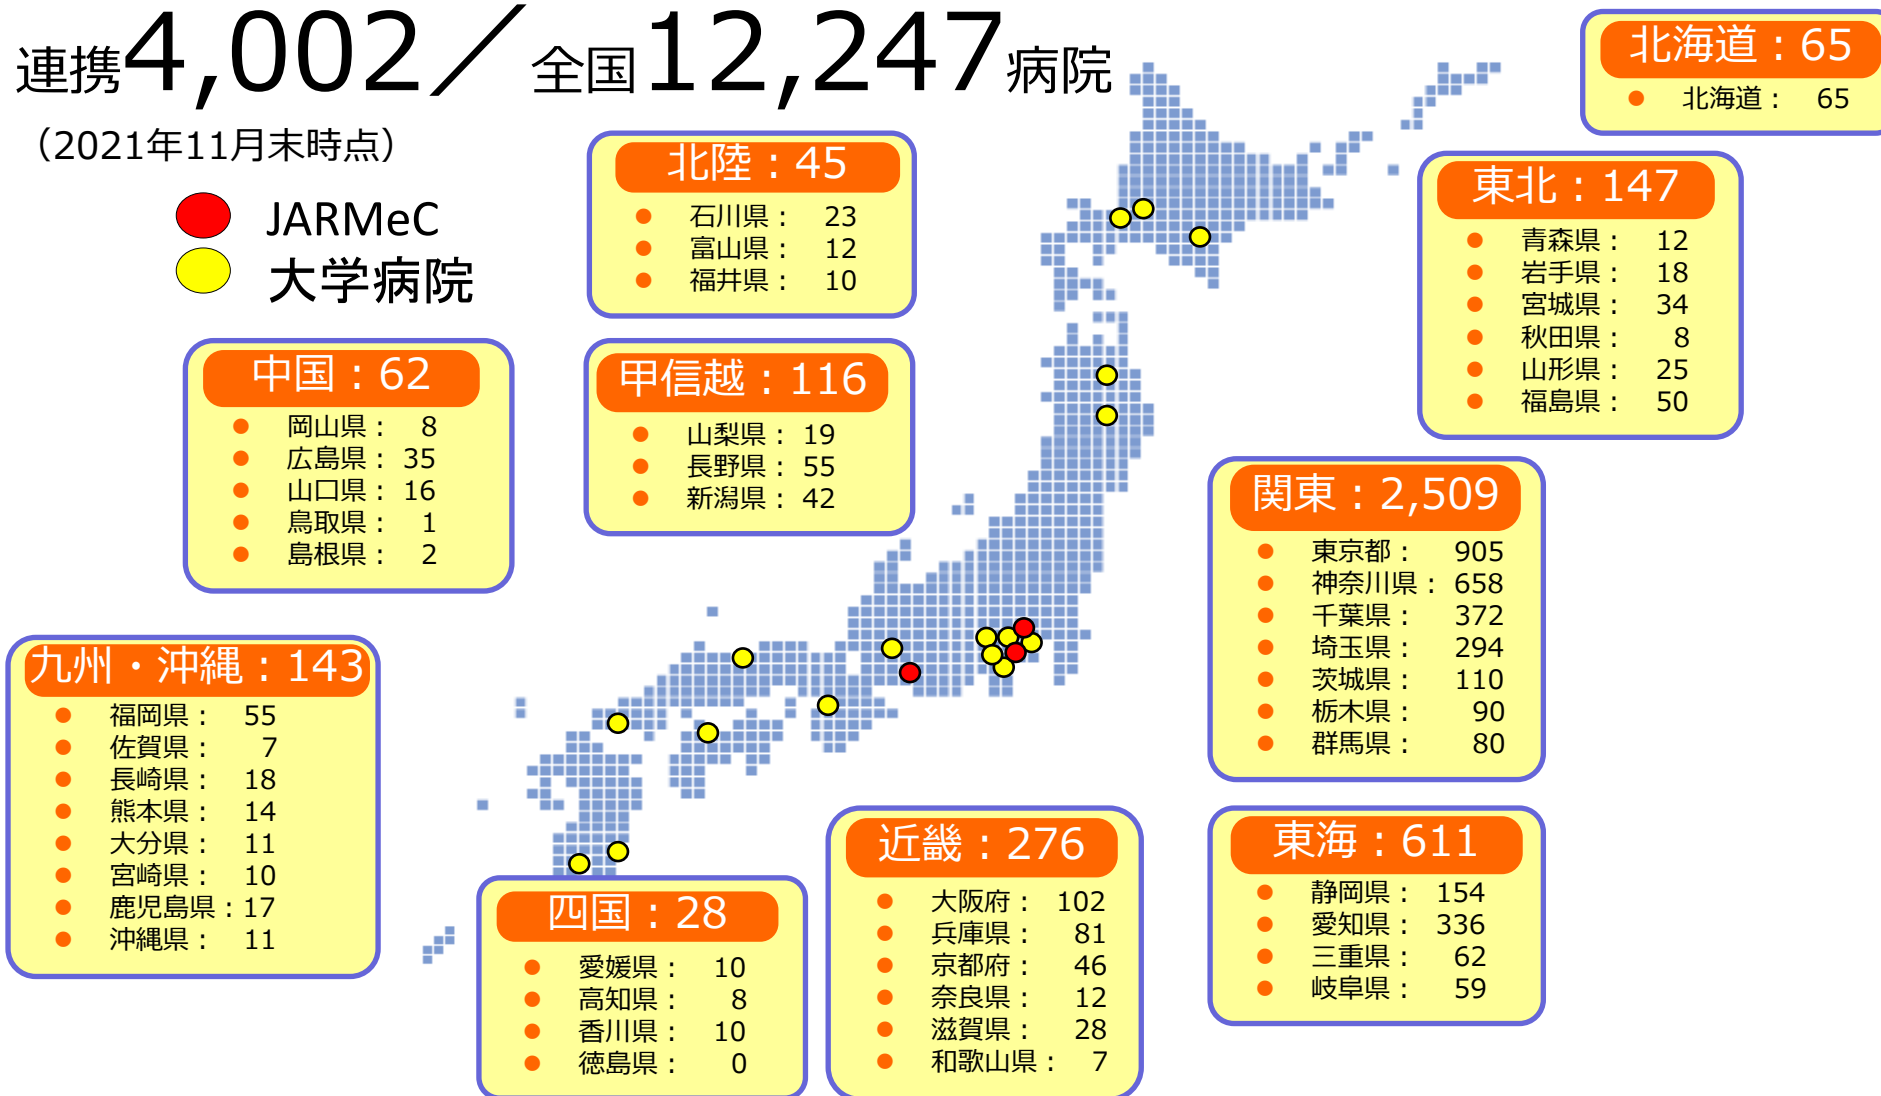 連携4,002／全国12,247病院
（2021年11月末時点）
JARMeC
大学病院
北海道：65
北海道： 65
北陸：45
石川県： 23
富山県： 12
福井県： 10
東北：147
青森県： 12
岩手県： 18
宮城県： 34
秋田県： 8
山形県： 25
福島県： 50
中国：62
岡山県： 8
広島県： 35
山口県： 16
鳥取県： 1
島根県： 2
甲信越：116
山梨県： 19
長野県： 55
新潟県： 42
関東：2,509
東京都： 905
神奈川県： 658
千葉県： 372
埼玉県： 294
茨城県： 110
栃木県： 90
群馬県： 80
九州・沖縄：143
福岡県： 55
佐賀県： 7
長崎県： 18
熊本県： 14
大分県： 11
宮崎県： 10
鹿児島県：17
沖縄県： 11
四国：28
愛媛県： 10
高知県： 8
香川県： 10
徳島県： 0
近畿：276
大阪府： 102
兵庫県： 81
京都府： 46
奈良県： 12
滋賀県： 28
和歌山県： 7
東海：611
静岡県： 154
愛知県： 336
三重県： 62
岐阜県： 59